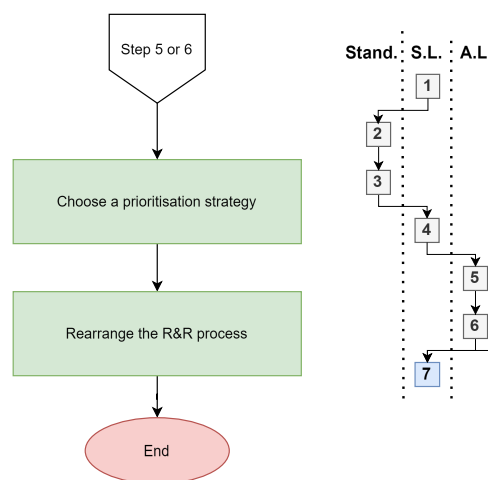 Step 5 or 6
Choose a prioritisation strategy
Rearrange the R&R process
End
Stand. S.L. A.L
1
2
3
4
5
6
7